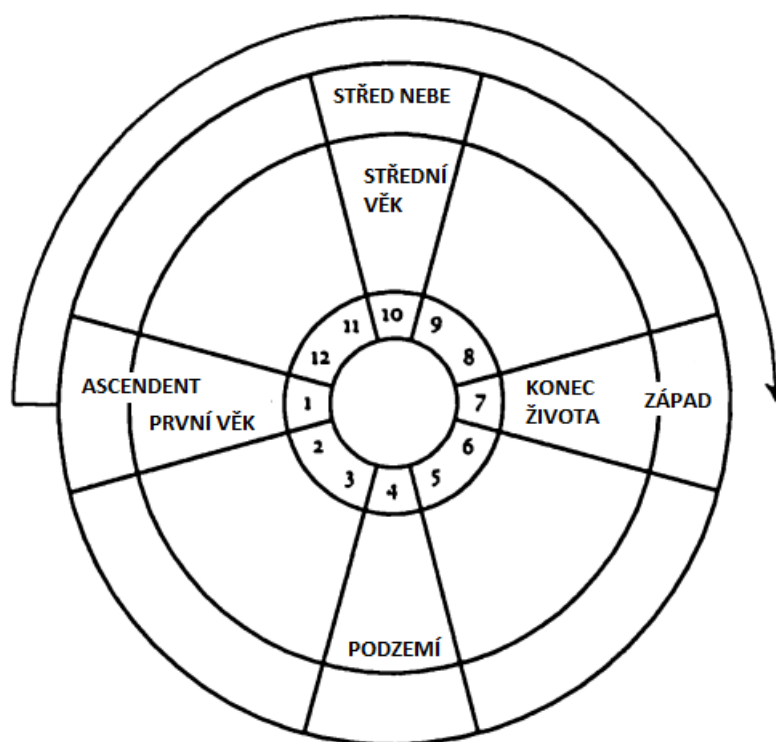 STŘED NEBE
STŘEDNÍ
VĚK
10
11
9
12
8
ASCENDENT
PRVNÍ VĚK
1
7
KONEC
ŽIVOTA
ZÁPAD
2
6
3
5
4
PODZEMÍ